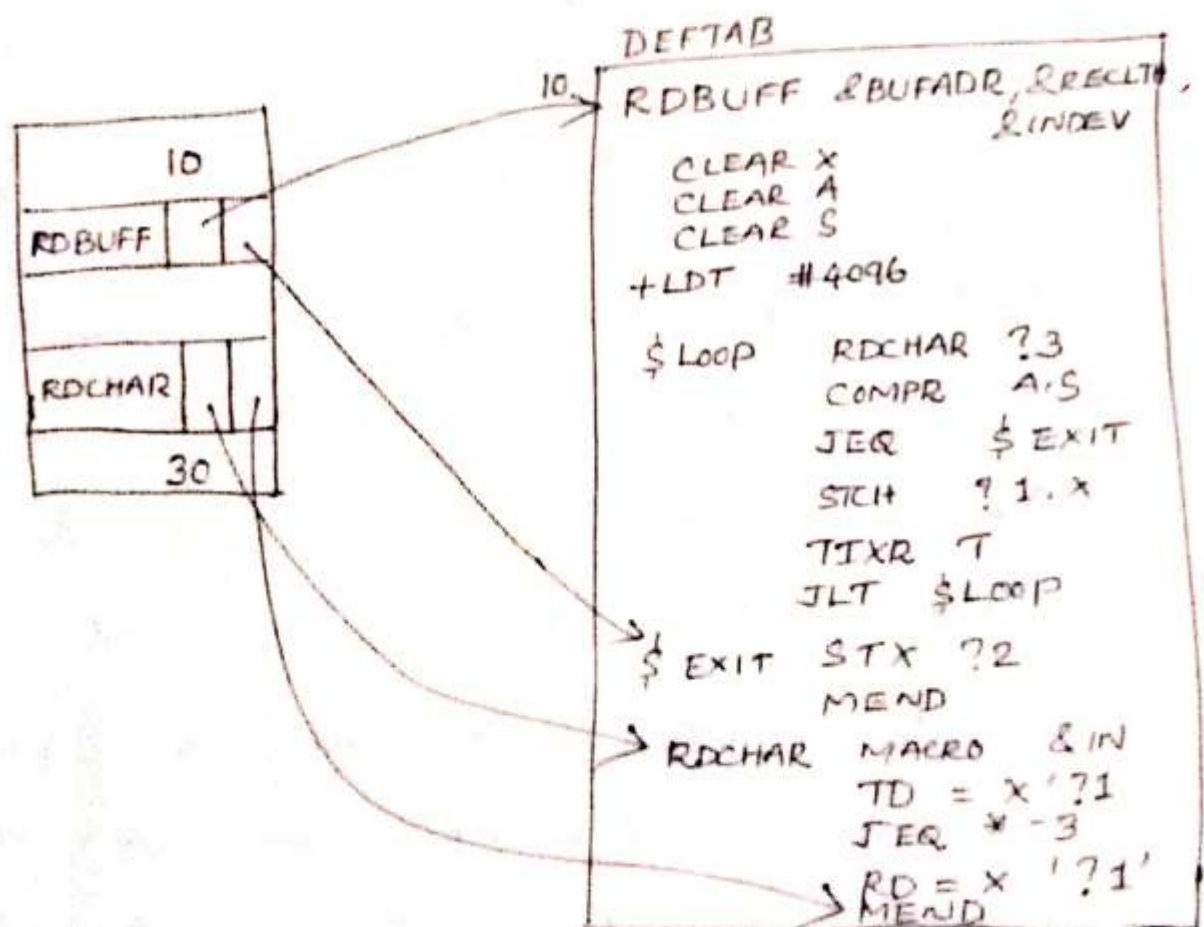 DEFTAB
10
RDBUFF &BUFADR, &RECLTH,
&INDEV
CLEAR X
CLEAR A
CLEAR S
+LDT #4096
$LOOP RDCHAR ?3
COMPR A,S
JEQ $EXIT
STCH ?1,X
TIXR T
JLT $LOOP
$EXIT STX ?2
MEND
RDCHAR MACRO &IN
TD = X '?1
JEQ *-3
RD = X '?1'
MEND
10
RDBUFF
RDCHAR
30